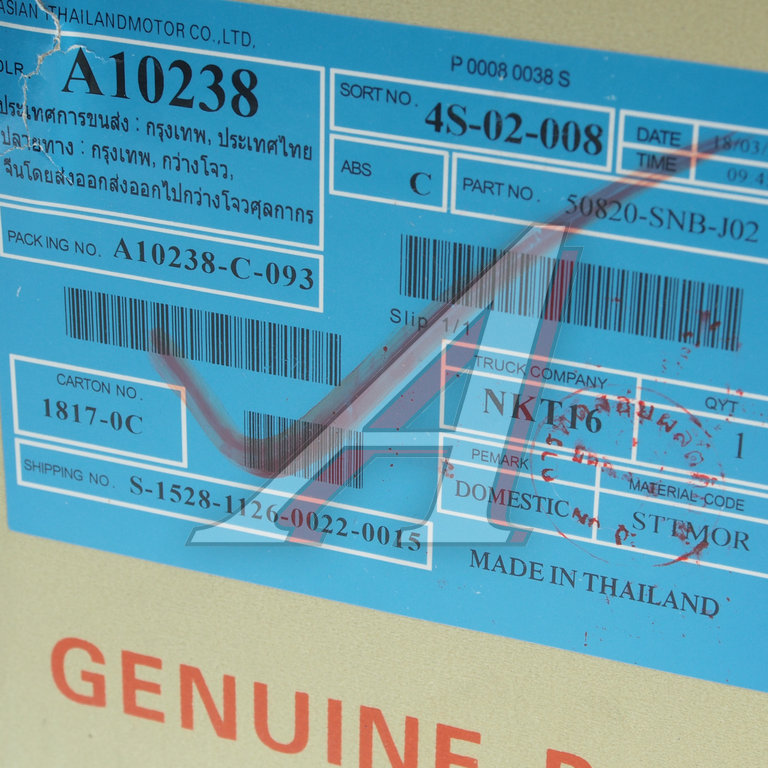 ASIAN THAILANDMOTOR CO.,LTD,
P 0008 0038 S
DLR. A10238
ประเทศการขนส่ง : กรุงเทพ, ประเทศไทย
ปลายทาง : กรุงเทพ, กว่างโจว,
จีนโดยส่งออกส่งออกไปกว่างโจวศุลกากร
SORT NO. 4S-02-008
DATE 18/03/
TIME 09 4
ABS C
PART NO. 50820-SNB-J02
PACKING NO. A10238-C-093
Slip 1/1
CARTON NO.
1817-0C
TRUCK COMPANY
NKT16
QYT
1
SHIPPING NO. S-1528-1126-0022-0015
PEMARK
DOMESTIC
MATERIAL-CODE
STTMOR
MADE IN THAILAND
GENUINE